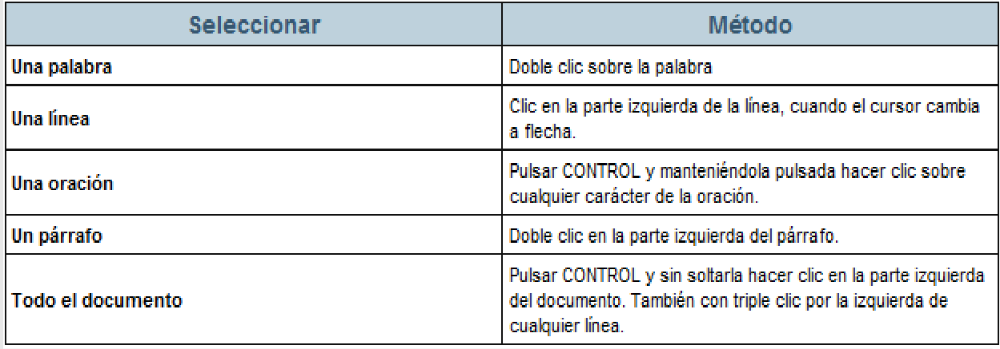 Seleccionar Método
Una palabra Doble clic sobre la palabra
Una línea Clic en la parte izquierda de la línea, cuando el cursor cambia
a flecha.
Una oración Pulsar CONTROL y manteniéndola pulsada hacer clic sobre
cualquier carácter de la oración.
Un párrafo Doble clic en la parte izquierda del párrafo.
Todo el documento Pulsar CONTROL y sin soltarla hacer clic en la parte izquierda
del documento. También con triple clic por la izquierda de
cualquier línea.